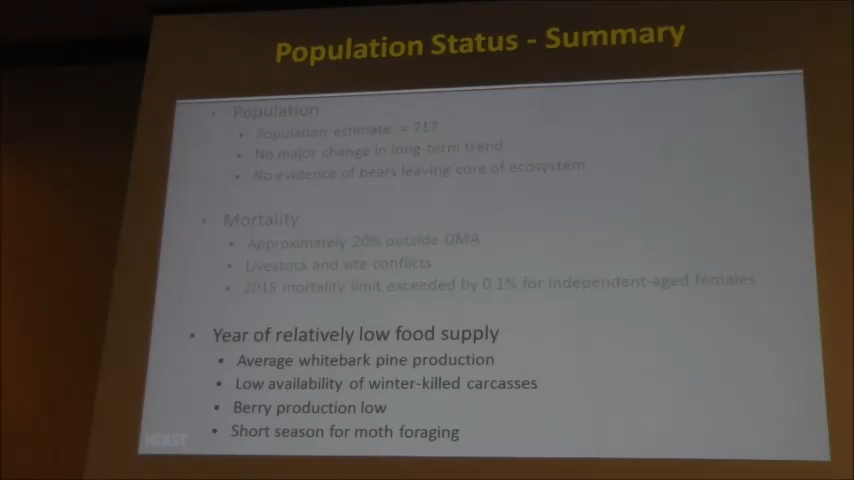 Population Status - Summary
• Population
• Population estimate = 717
• No major change in long-term trend
• No evidence of bears leaving core of ecosystem
• Mortality
• Approximately 20% outside DMA
• Livestock and site conflicts
• 2015 mortality limit exceeded by 0.1% for independent-aged females
• Year of relatively low food supply
• Average whitebark pine production
• Low availability of winter-killed carcasses
• Berry production low
• Short season for moth foraging
IGBST